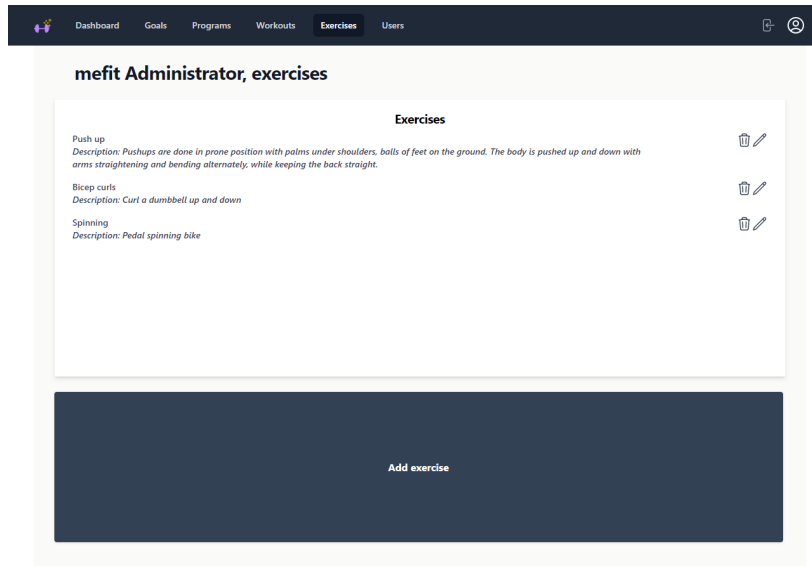 Dashboard Goals Programs Workouts Exercises Users
mefit Administrator, exercises
Exercises
Push up
Description: Pushups are done in prone position with palms under shoulders, balls of feet on the ground. The body is pushed up and down with
arms straightening and bending alternately, while keeping the back straight.
Bicep curls
Description: Curl a dumbbell up and down
Spinning
Description: Pedal spinning bike
Add exercise